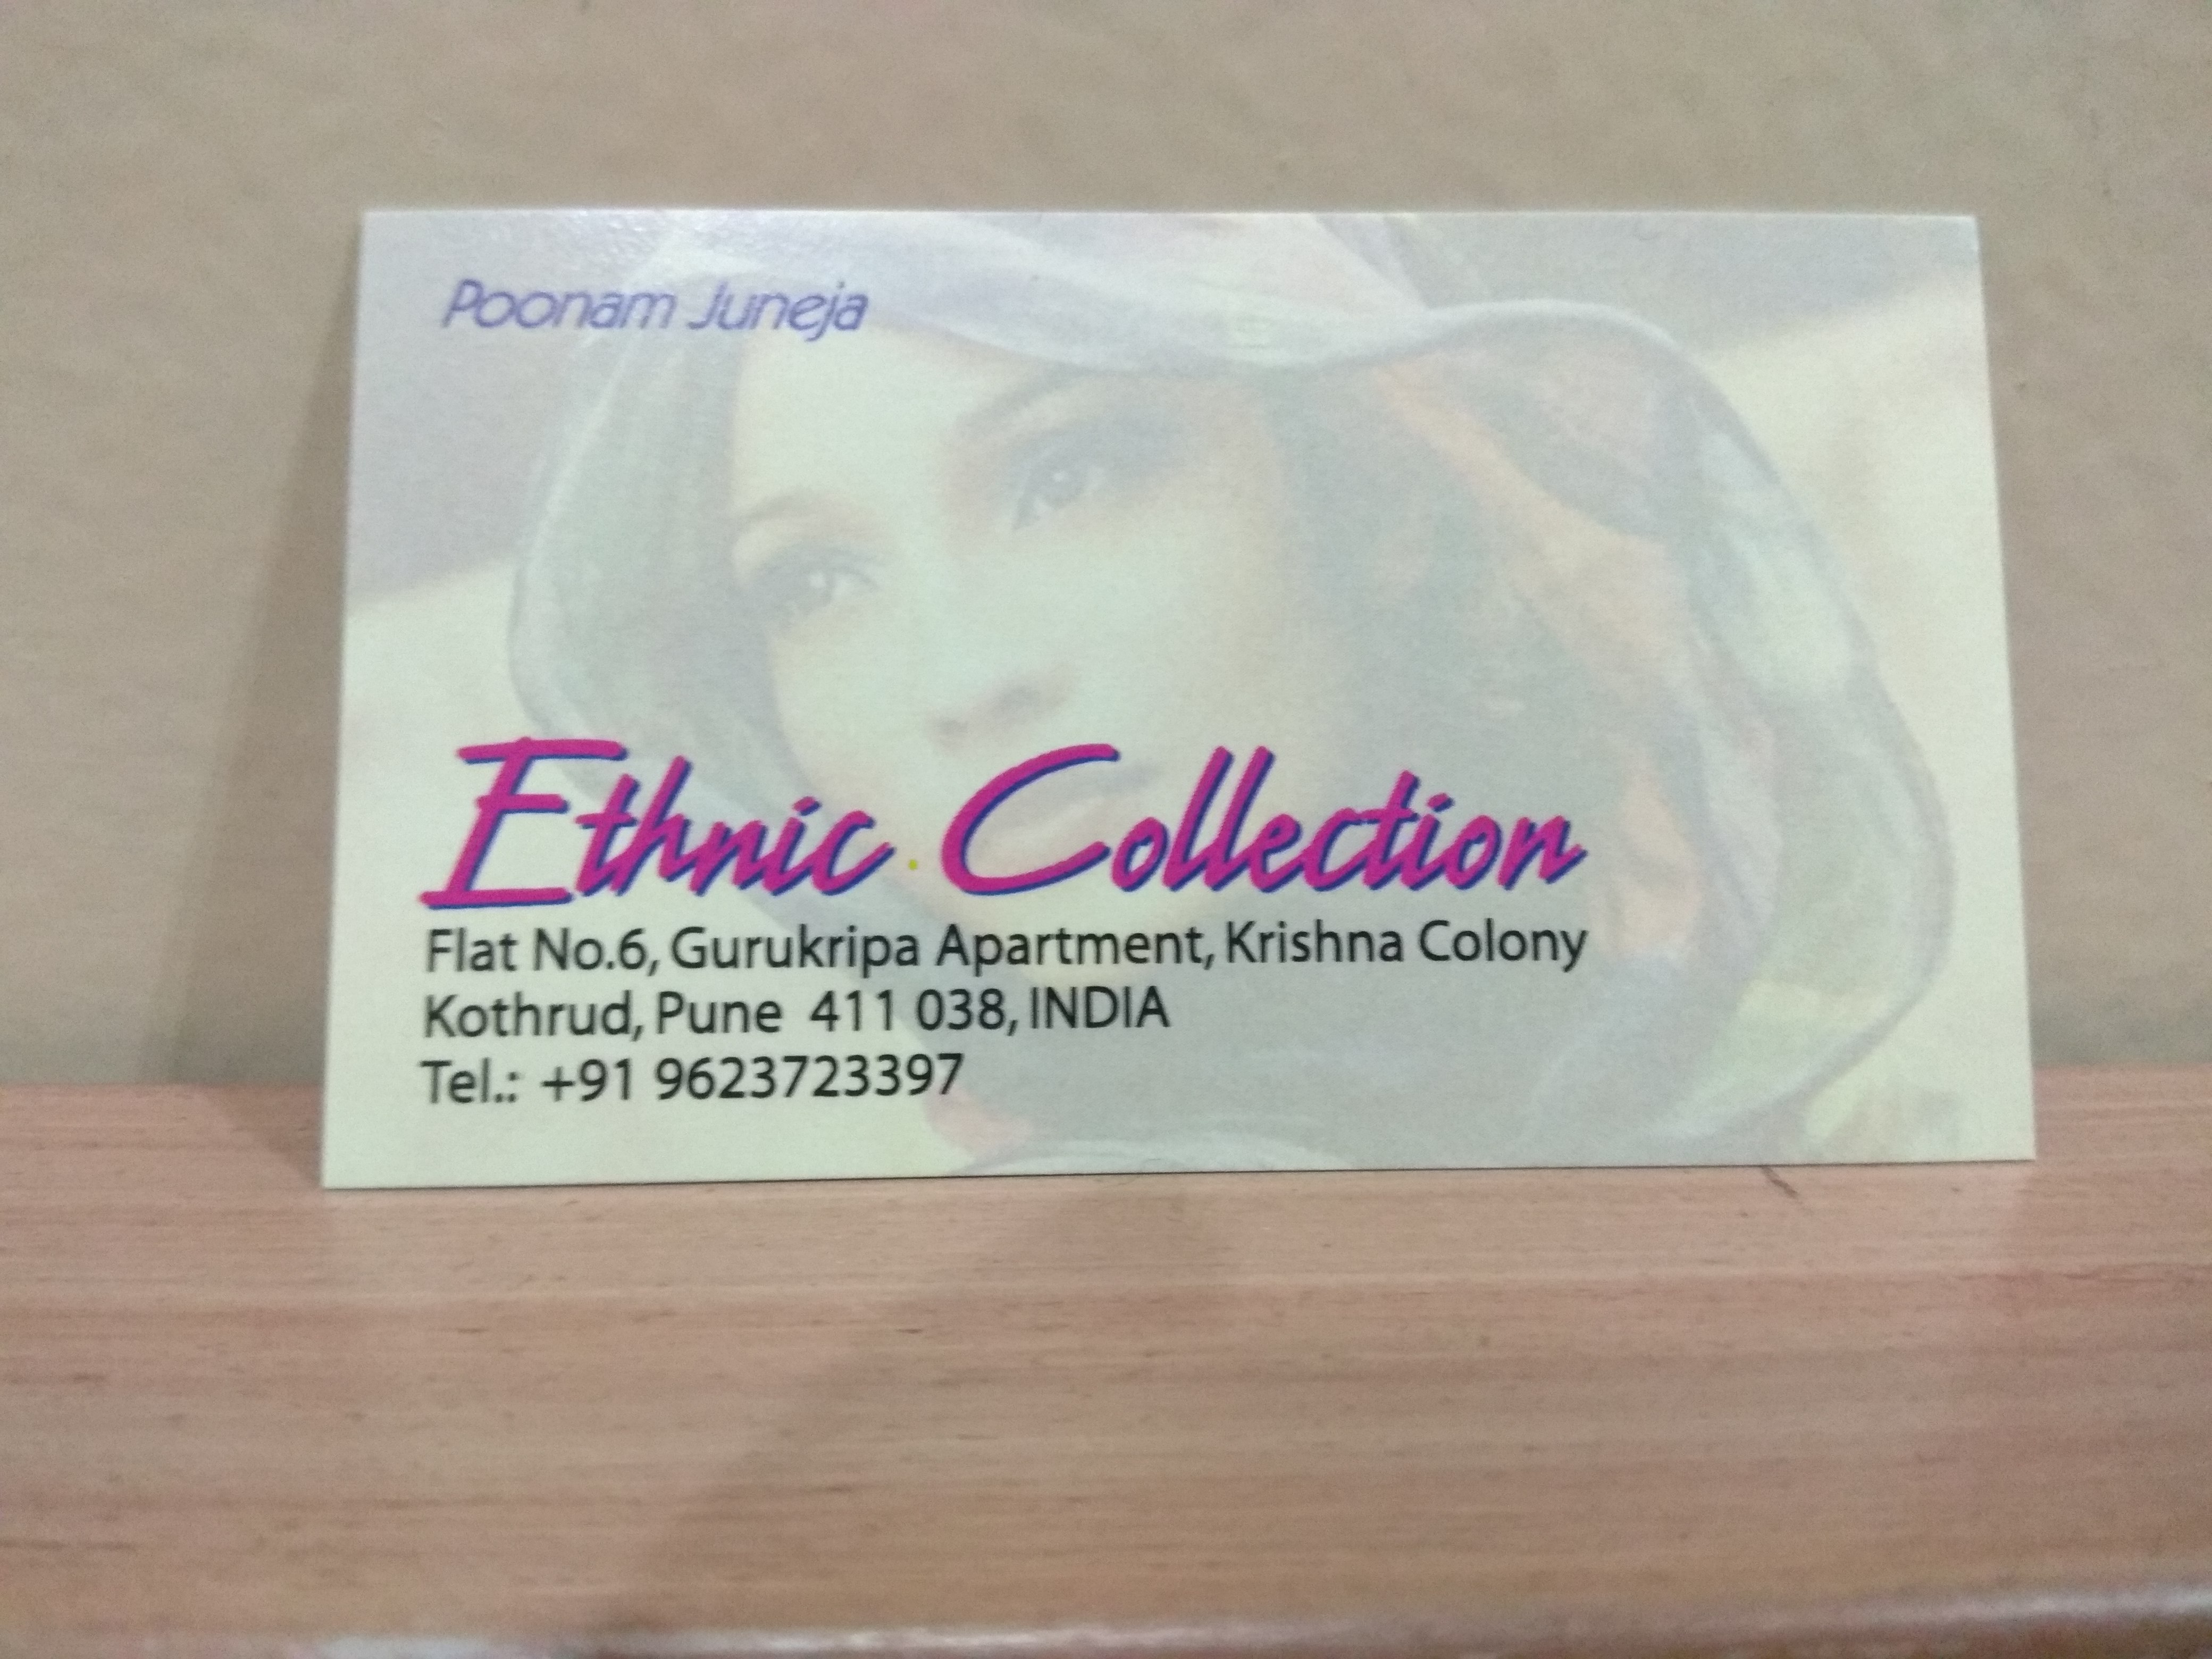 Poonam Juneja
Ethnic Collection
Flat No.6, Gurukripa Apartment, Krishna Colony
Kothrud, Pune 411 038, INDIA
Tel.: +91 9623723397